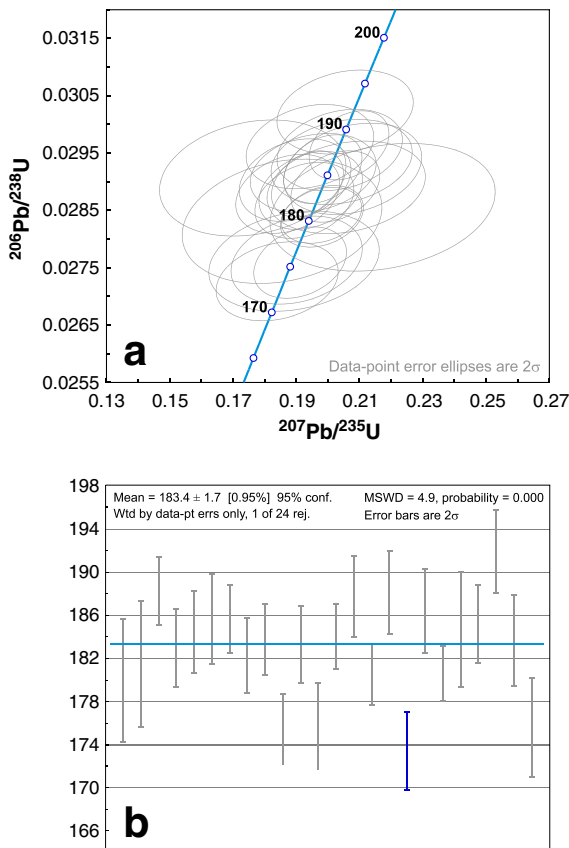 0.0315
0.0305
0.0295
0.0285
0.0275
0.0265
0.0255
206Pb/238U
200
190
180
170
a
Data-point error ellipses are 2σ
0.13 0.15 0.17 0.19 0.21 0.23 0.25 0.27
207Pb/235U
198
194
190
186
182
178
174
170
166
Mean = 183.4 ± 1.7 [0.95%] 95% conf.
Wtd by data-pt errs only, 1 of 24 rej.
MSWD = 4.9, probability = 0.000
Error bars are 2σ
b